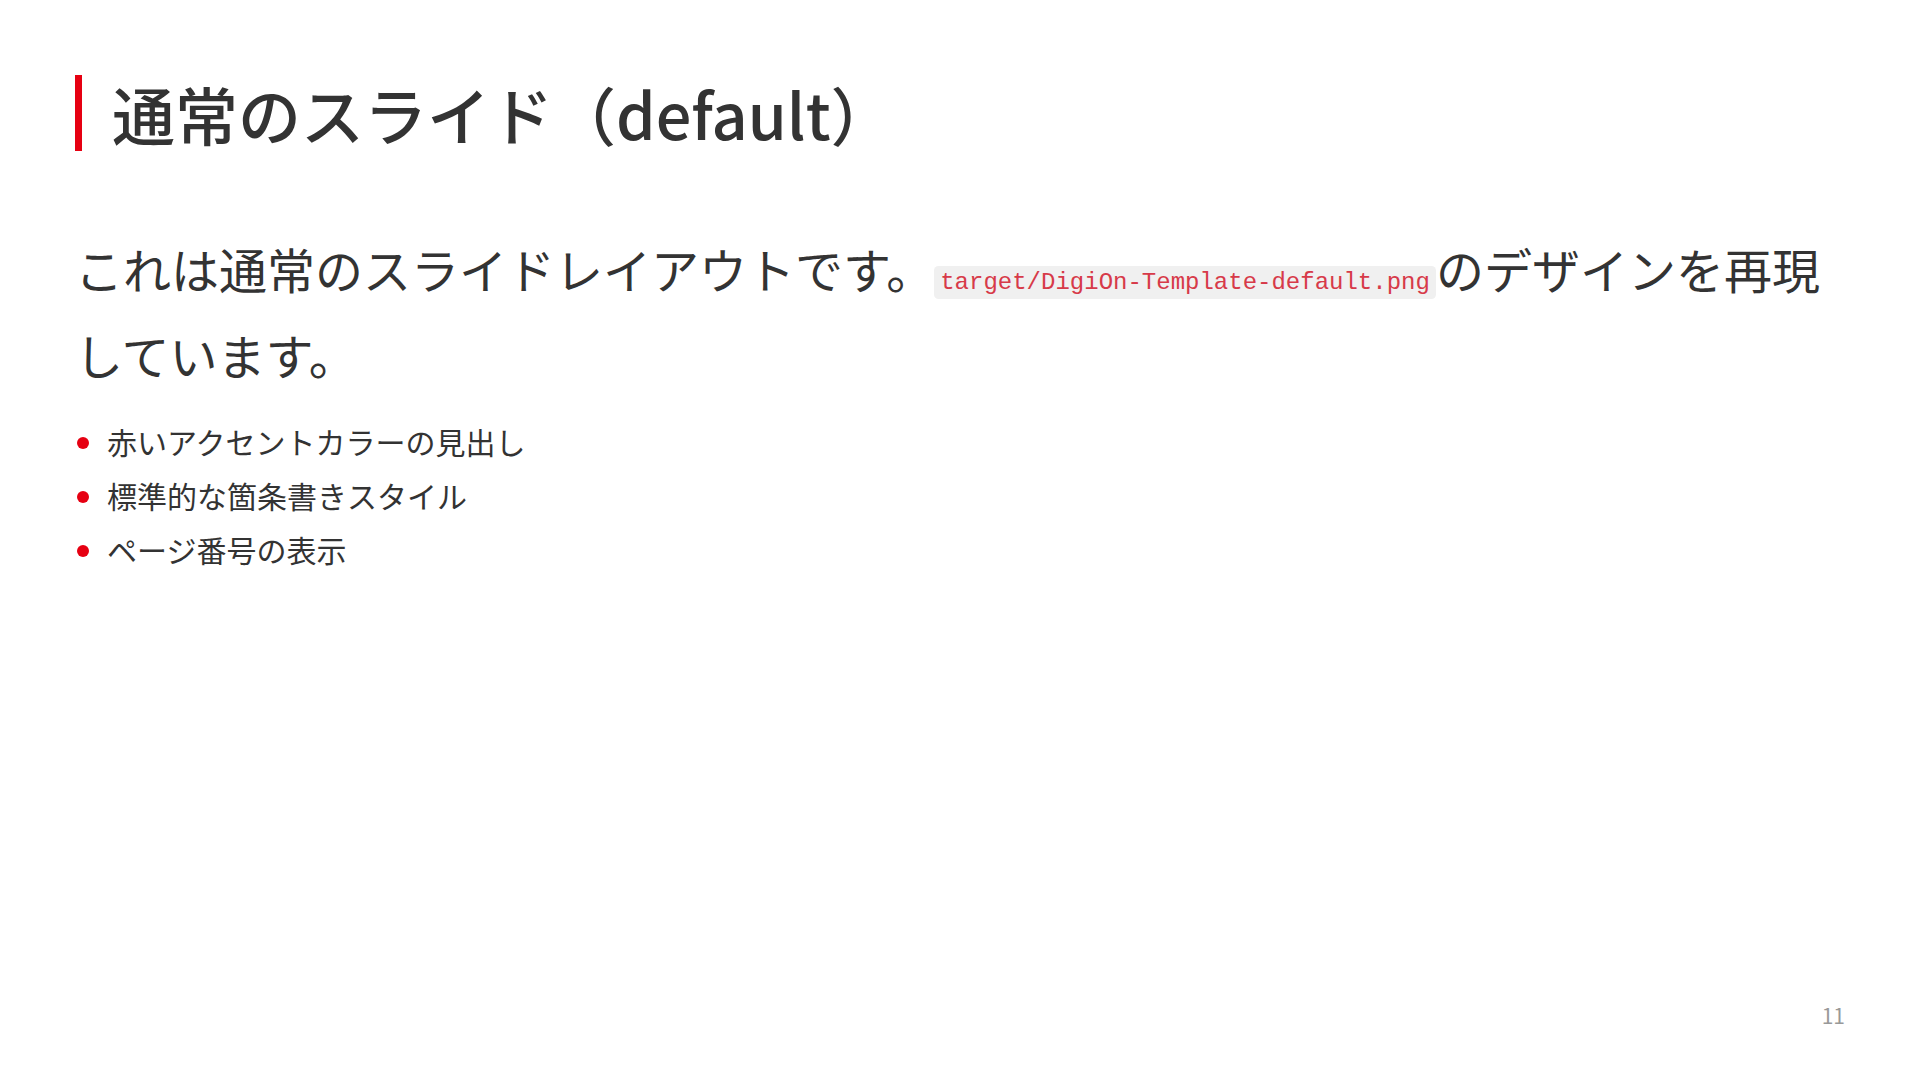 通常のスライド（default）
これは通常のスライドレイアウトです。target/DigiOn-Template-default.pngのデザインを再現
しています。
赤いアクセントカラーの見出し
標準的な箇条書きスタイル
ページ番号の表示
11